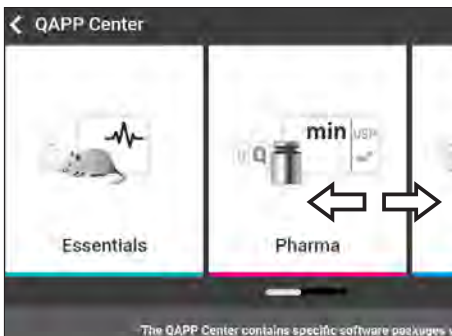 QAPP Center
min
USP
Q
Essentials
Pharma
The QAPP Center contains specific software packages